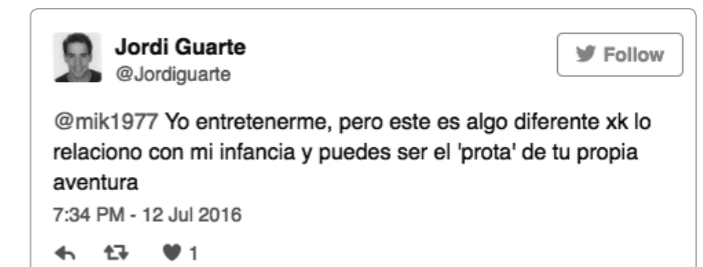 Jordi Guarte
@Jordiguarte
Follow
@mik1977 Yo entretenerme, pero este es algo diferente xk lo
relaciono con mi infancia y puedes ser el 'prota' de tu propia
aventura
7:34 PM - 12 Jul 2016
1